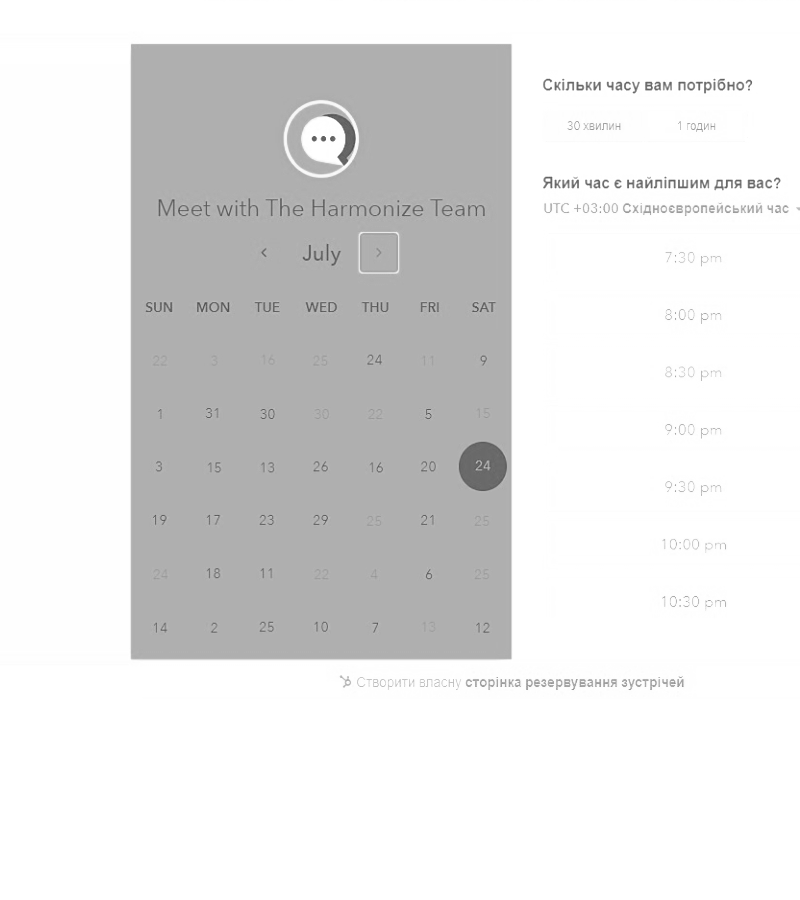 Meet with The Harmonize Team
July
SUN MON TUE WED THU FRI SAT
22 3 16 25 24 11 9
1 31 30 30 22 5 15
3 15 13 26 16 20 24
19 17 23 29 25 21 25
24 18 11 22 4 6 25
14 2 25 10 7 13 12
Скільки часу вам потрібно?
30 хвилин 1 годин
Який час є найліпшим для вас?
UTC +03:00 Східноєвропейський час
7:30 pm
8:00 pm
8:30 pm
9:00 pm
9:30 pm
10:00 pm
10:30 pm
Створити власну сторінка резервування зустрічей